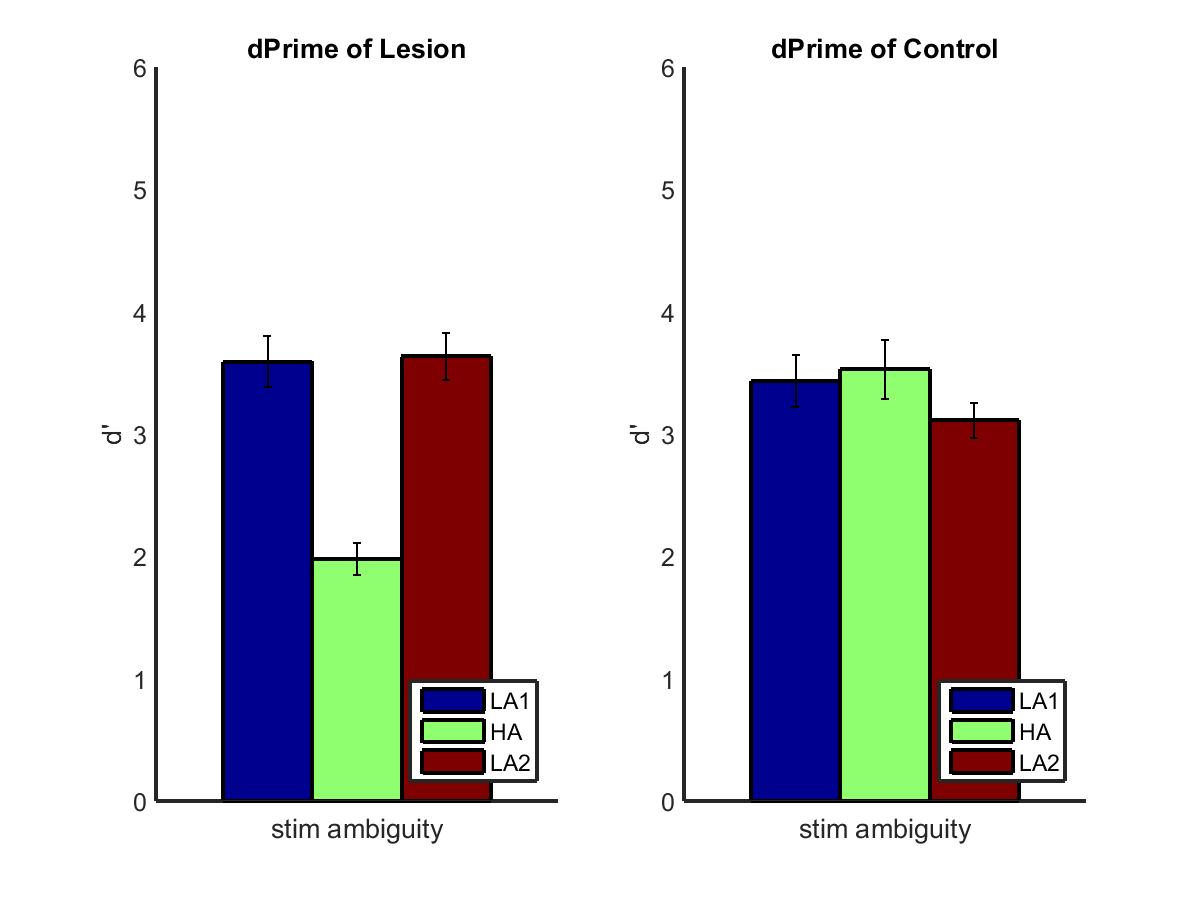 dPrime of Lesion
6
5
4
3
2
1
0
d'
stim ambiguity
LA1
HA
LA2
dPrime of Control
6
5
4
3
2
1
0
d'
stim ambiguity
LA1
HA
LA2